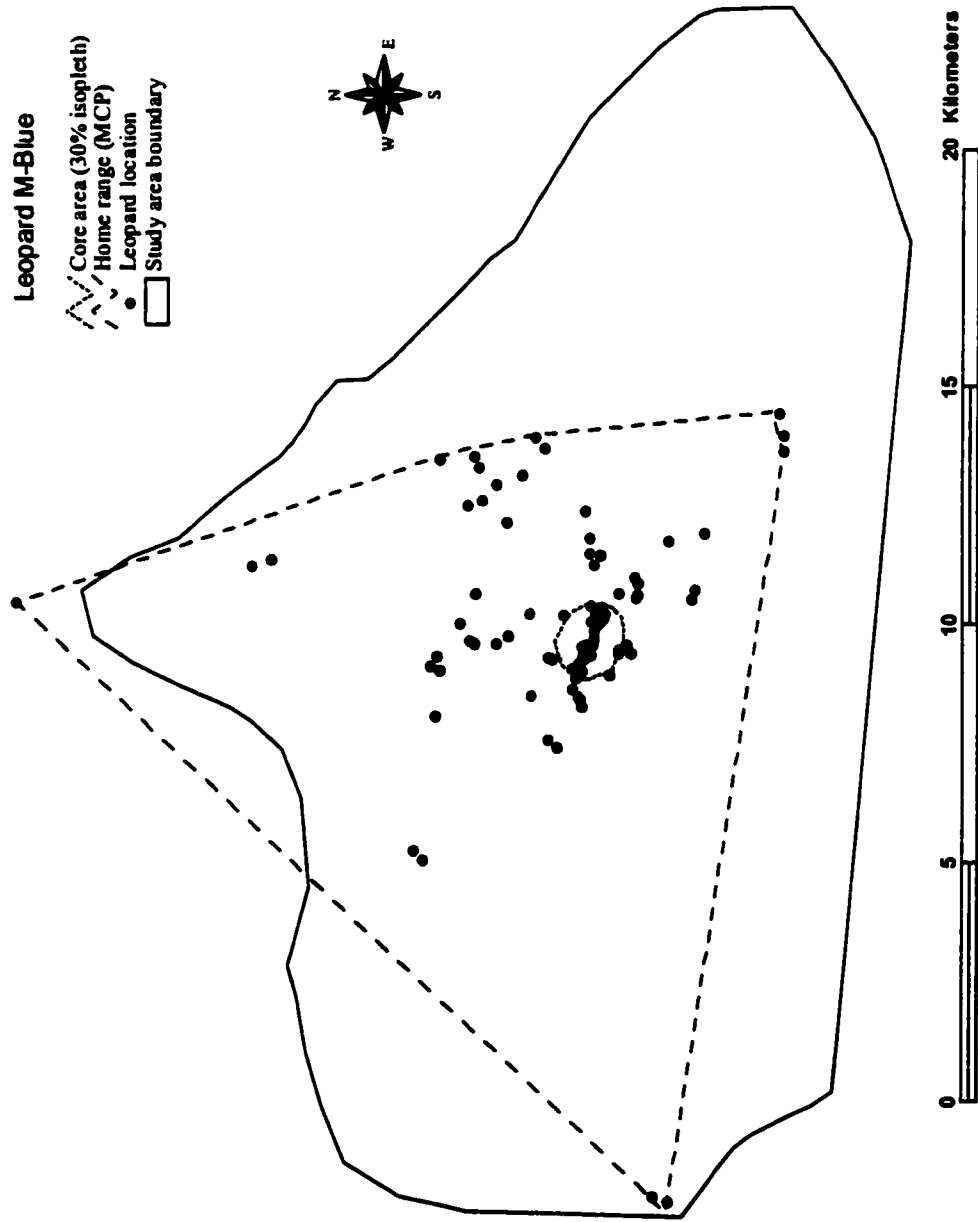 Leopard M-Blue
Core area (30% isopleth)
Home range (MCP)
Leopard location
Study area boundary
N
W E
S
0 5 10 15 20 Kilometers